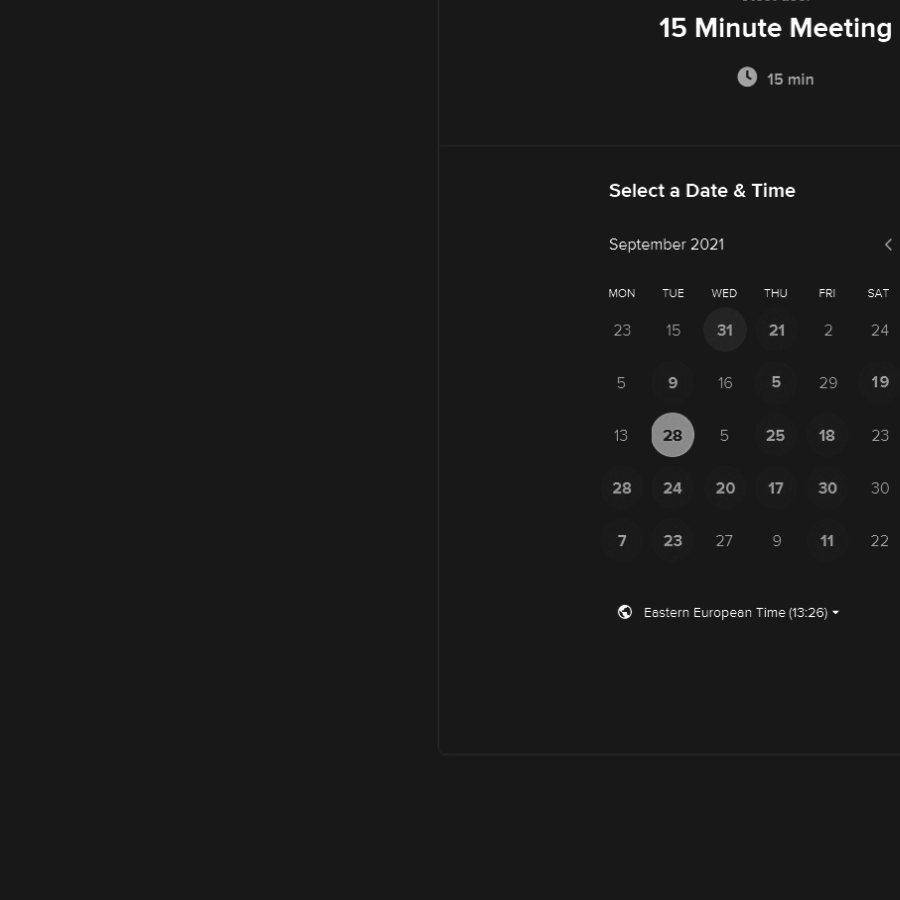 15 Minute Meeting
15 min
Select a Date & Time
September 2021
MON TUE WED THU FRI SAT
23 15 31 21 2 24
5 9 16 5 29 19
13 28 5 25 18 23
28 24 20 17 30 30
7 23 27 9 11 22
Eastern European Time (13:26)